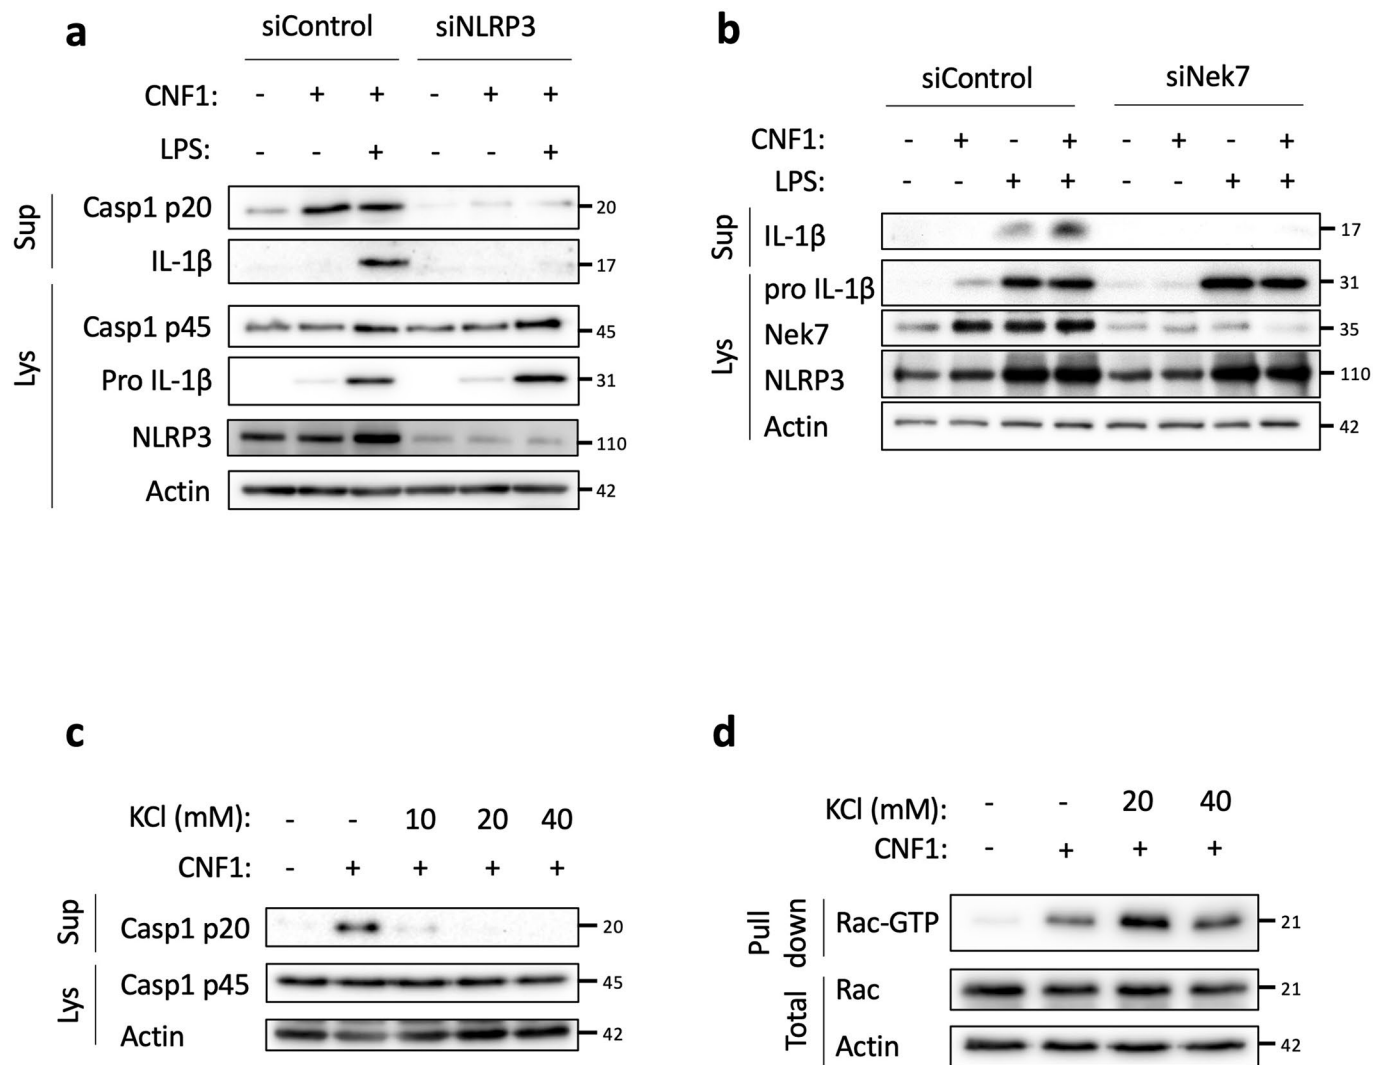 a
siControl siNLRP3
CNF1: - + + - + +
LPS: - - + - - +
Sup
Casp1 p20 20
IL-1β 17
Lys
Casp1 p45 45
Pro IL-1β 31
NLRP3 110
Actin 42
b
siControl siNek7
CNF1: - + - + - + - +
LPS: - - + + - - + +
Sup
IL-1β 17
Lys
pro IL-1β 31
Nek7 35
NLRP3 110
Actin 42
c
KCl (mM): - - 10 20 40
CNF1: - + + + +
Sup
Casp1 p20 20
Lys
Casp1 p45 45
Actin 42
d
KCl (mM): - - 20 40
CNF1: - + + +
Pull
down
Rac-GTP 21
Total
Rac 21
Actin 42